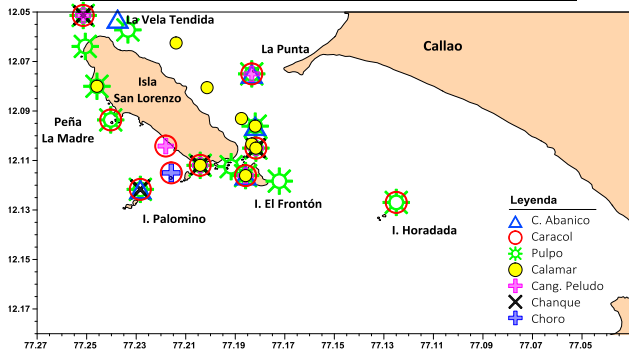 12.05
La Vela Tendida
La Punta
Callao
12.07
Isla
San Lorenzo
12.09
Peña
La Madre
12.11
I. Palomino
I. El Frontón
I. Horadada
12.13
Leyenda
C. Abanico
Caracol
Pulpo
Calamar
Cang. Peludo
Chanque
Choro
12.15
12.17
77.27
77.25
77.23
77.21
77.19
77.17
77.15
77.13
77.11
77.09
77.07
77.05